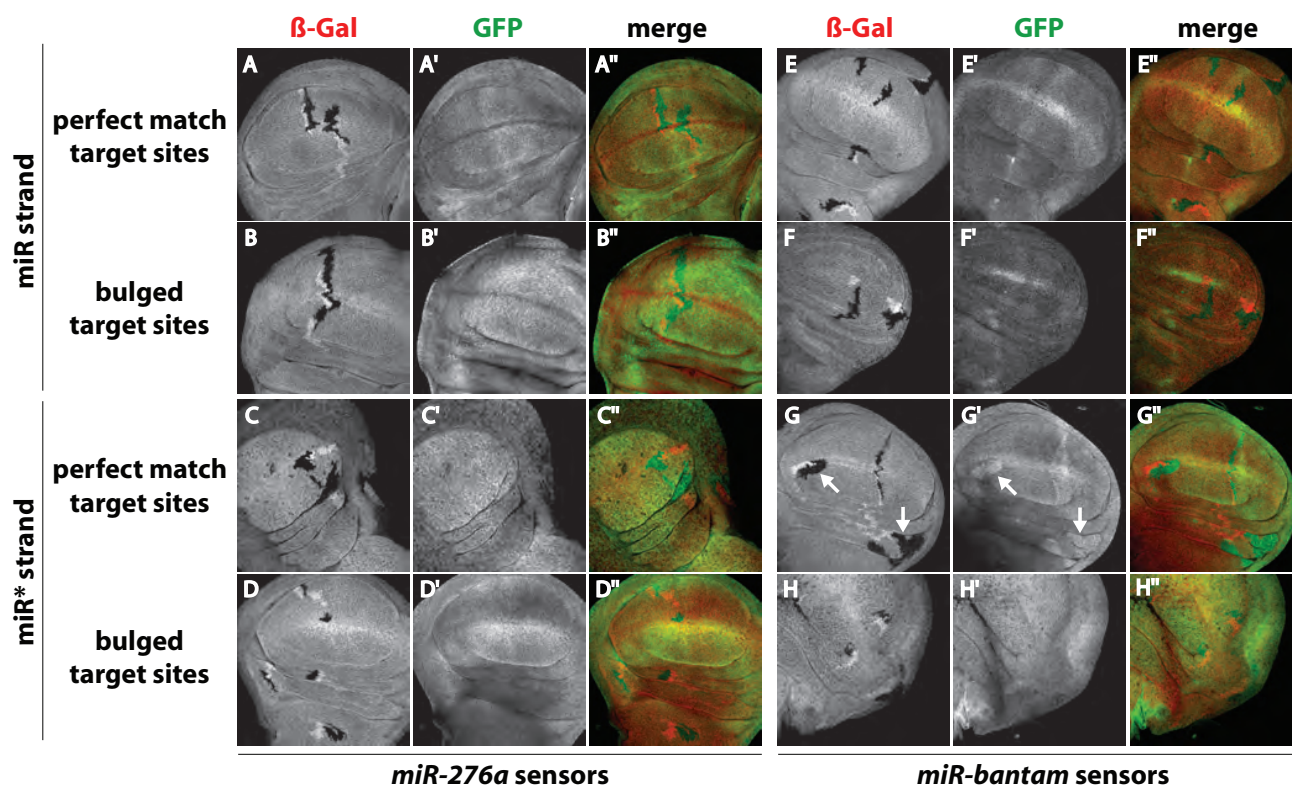 ß-Gal GFP merge ß-Gal GFP merge
miR strand
perfect match
target sites
A A' A" E E' E"
bulged
target sites
B B' B" F F' F"
miR* strand
perfect match
target sites
C C' C" G G' G"
bulged
target sites
D D' D" H H' H"
miR-276a sensors miR-bantam sensors